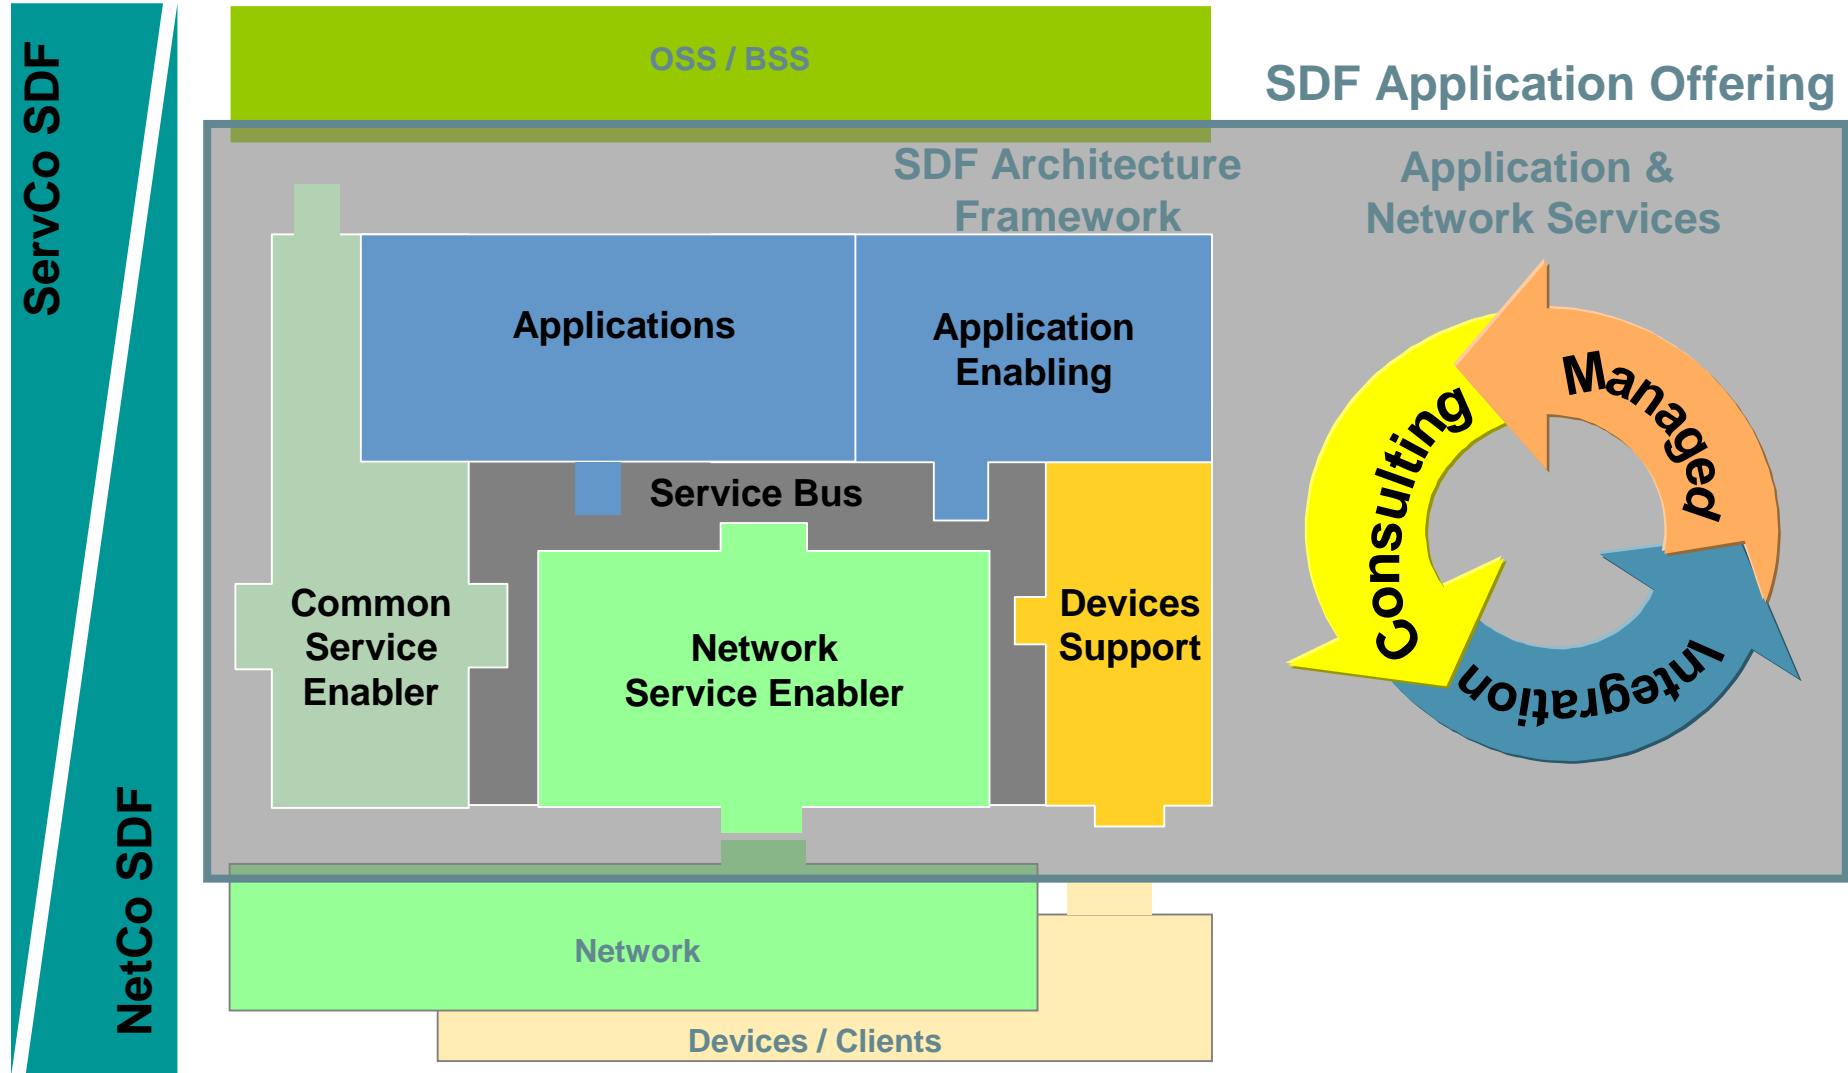 ServCo SDF
NetCo SDF
OSS / BSS
SDF Application Offering
SDF Architecture
Framework
Application &
Network Services
Applications
Application
Enabling
Service Bus
Common
Service
Enabler
Network
Service Enabler
Devices
Support
Consulting
Managed
Integration
Network
Devices / Clients